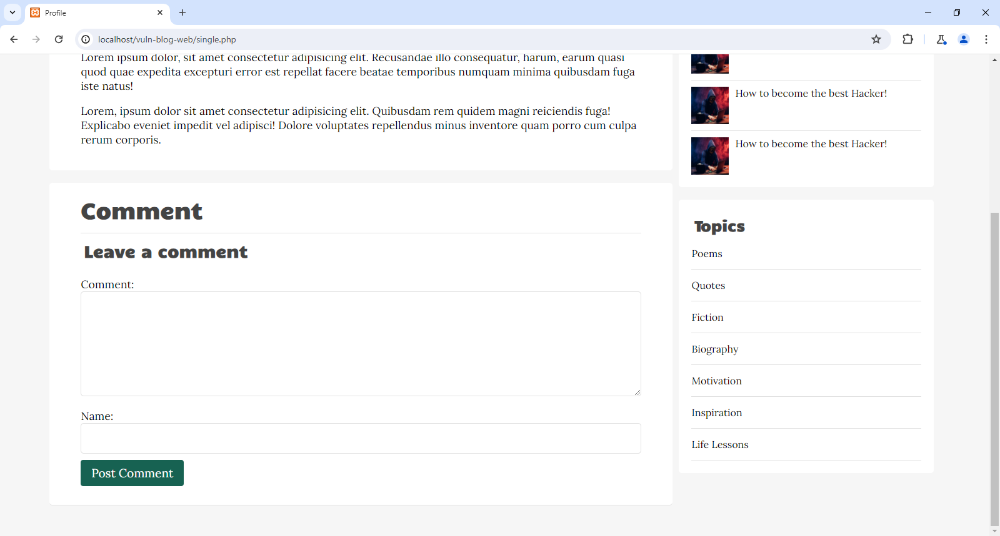 Profile
localhost/vuln-blog-web/single.php
Lorem ipsum dolor, sit amet consectetur adipisicing elit. Recusandae illo consequatur, harum, earum quasi
quod quae expedita excepturi error est repellat facere beatae temporibus numquam minima quibusdam fuga
iste natus!
Lorem, ipsum dolor sit amet consectetur adipisicing elit. Quibusdam rem quidem magni reiciendis fuga!
Explicabo eveniet impedit vel adipisci! Dolore voluptates repellendus minus inventore quam porro cum culpa
rerum corporis.
Comment
Leave a comment
Comment:
Name:
Post Comment
How to become the best Hacker!
How to become the best Hacker!
Topics
Poems
Quotes
Fiction
Biography
Motivation
Inspiration
Life Lessons